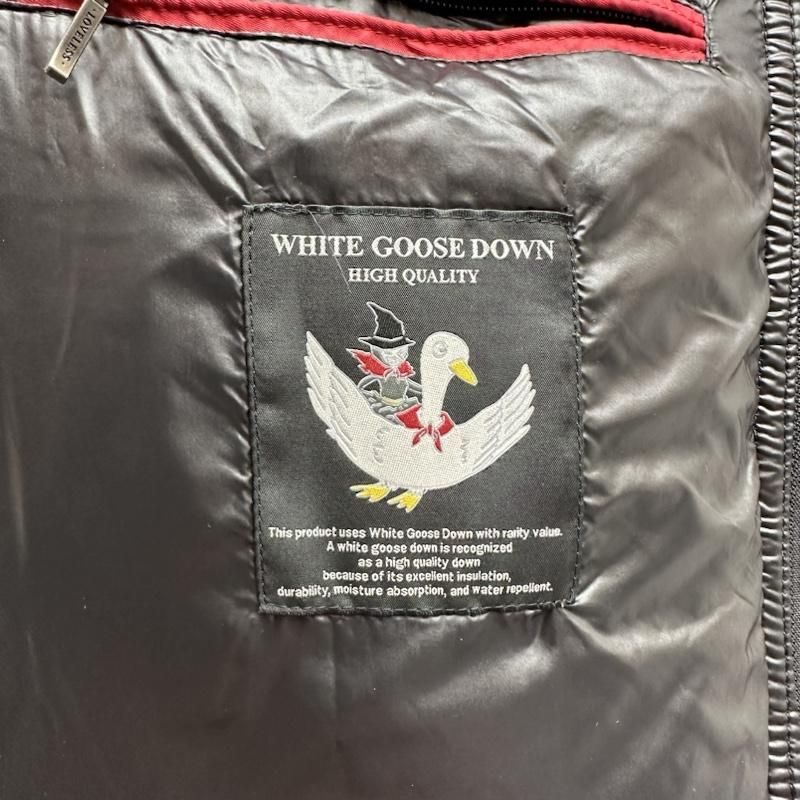 ·LOVELESS·
WHITE GOOSE DOWN
HIGH QUALITY
This product uses White Goose Down with rarity value.
A white goose down is recognized
as a high quality down
because of its excellent insulation,
durability, moisture absorption, and water repellent.